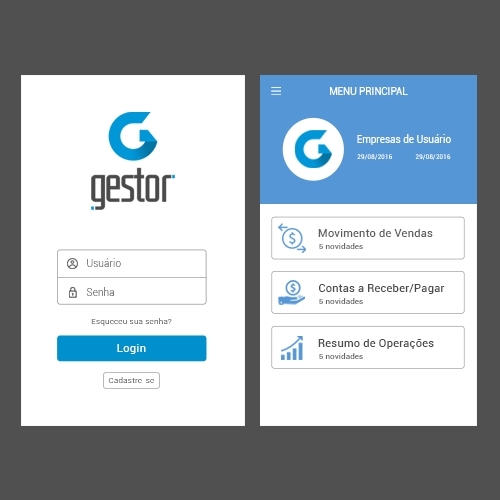 gestor
Usuário
Senha
Esqueceu sua senha?
Login
Cadastre-se
MENU PRINCIPAL
Empresas de Usuário
29/08/2016 29/08/2016
Movimento de Vendas
5 novidades
Contas a Receber/Pagar
5 novidades
Resumo de Operações
5 novidades